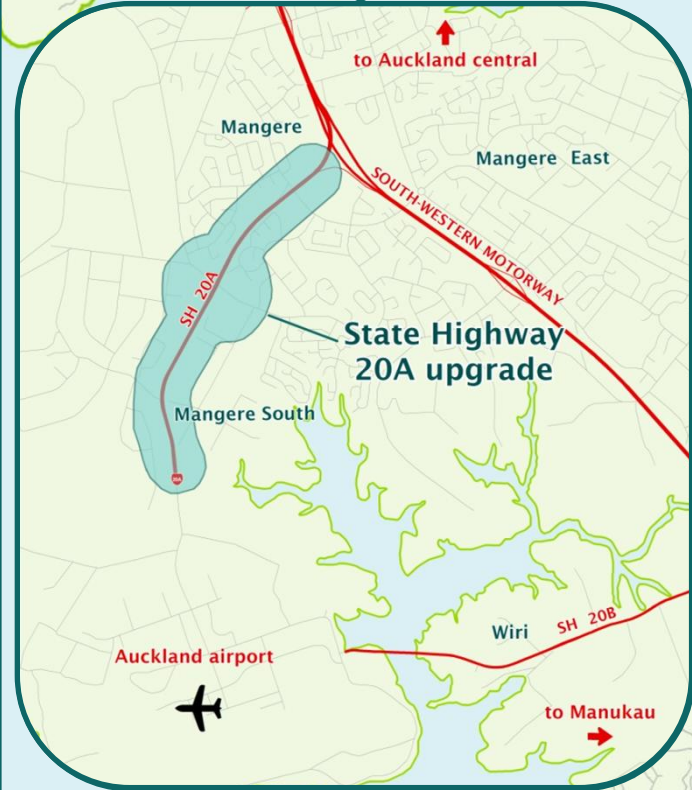 to Auckland central
Mangere
Mangere East
SOUTH-WESTERN MOTORWAY
SH 20A
State Highway
20A upgrade
Mangere South
Wiri
SH 20B
Auckland airport
to Manukau